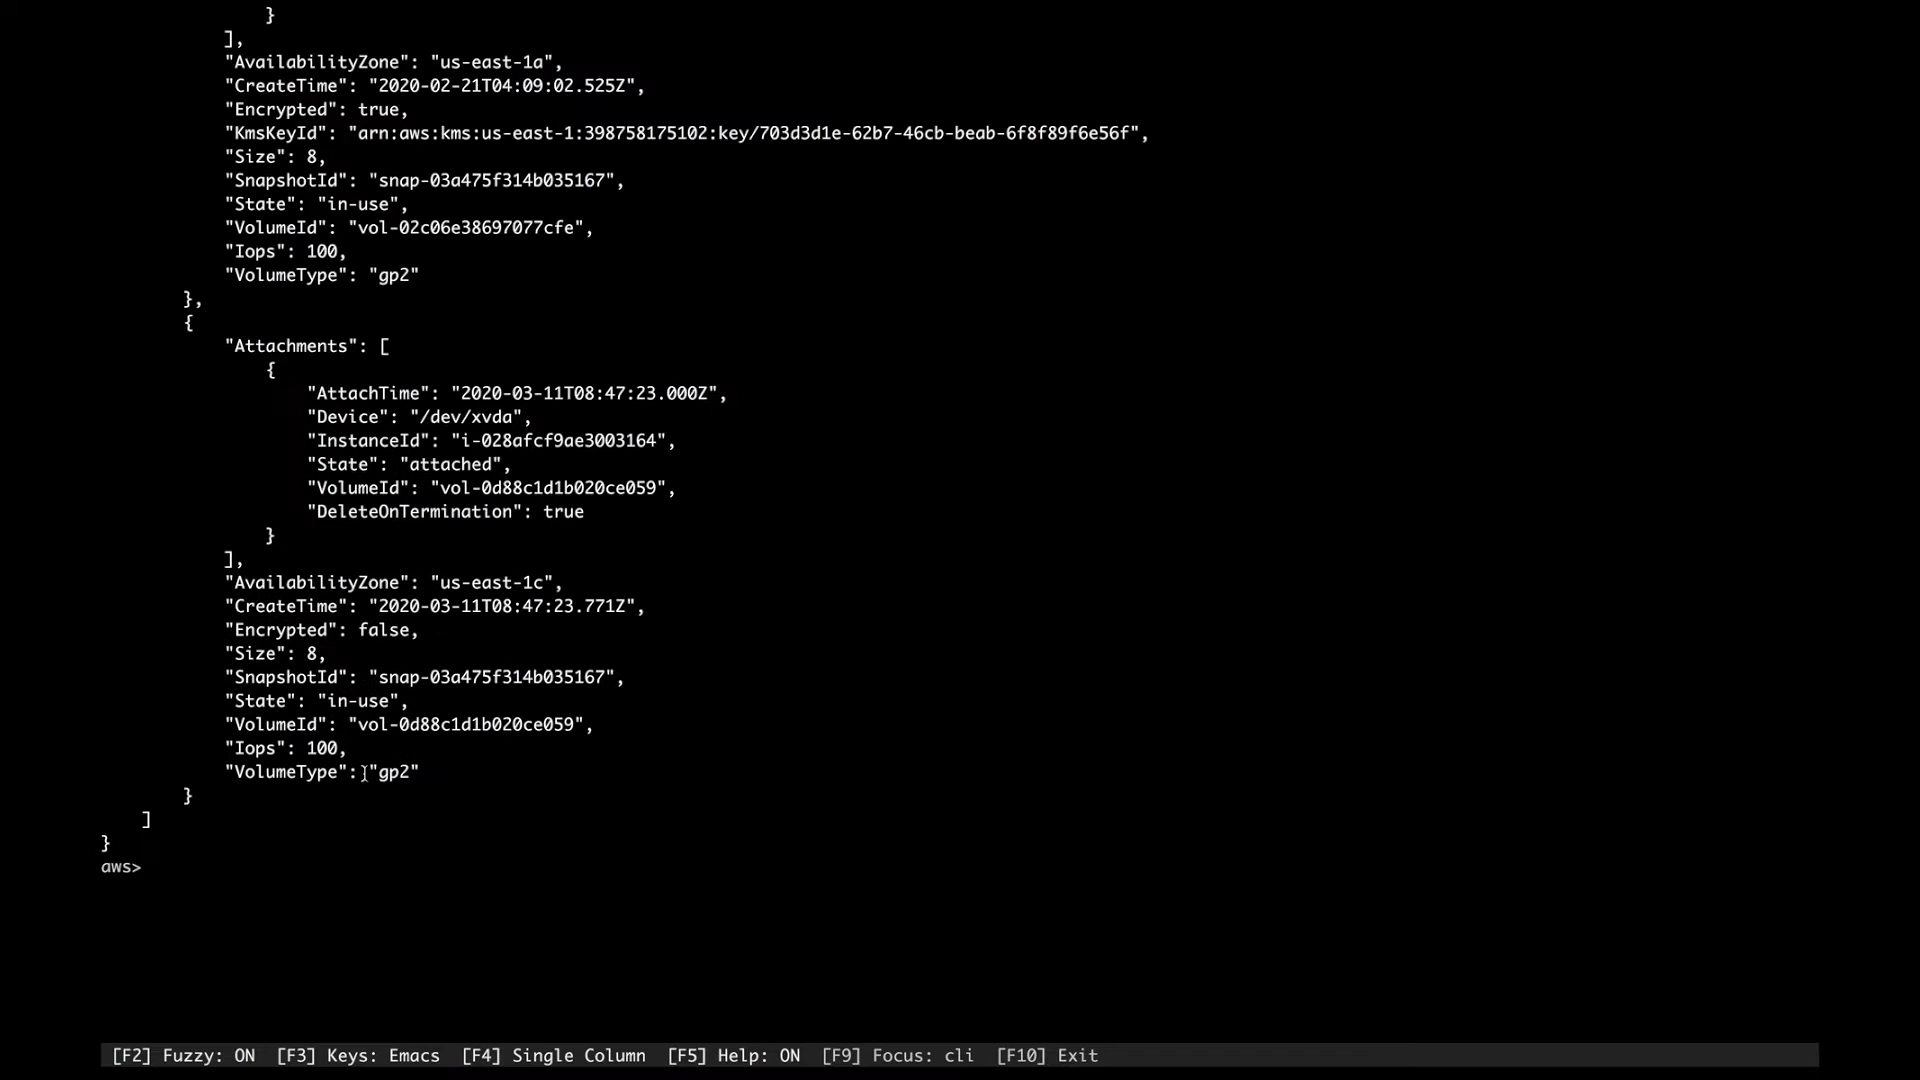 }
],
"AvailabilityZone": "us-east-1a",
"CreateTime": "2020-02-21T04:09:02.525Z",
"Encrypted": true,
"KmsKeyId": "arn:aws:kms:us-east-1:398758175102:key/703d3d1e-62b7-46cb-beab-6f8f89f6e56f",
"Size": 8,
"SnapshotId": "snap-03a475f314b035167",
"State": "in-use",
"VolumeId": "vol-02c06e38697077cfe",
"Iops": 100,
"VolumeType": "gp2"
},
{
"Attachments": [
{
"AttachTime": "2020-03-11T08:47:23.000Z",
"Device": "/dev/xvda",
"InstanceId": "i-028afcf9ae3003164",
"State": "attached",
"VolumeId": "vol-0d88c1d1b020ce059",
"DeleteOnTermination": true
}
],
"AvailabilityZone": "us-east-1c",
"CreateTime": "2020-03-11T08:47:23.771Z",
"Encrypted": false,
"Size": 8,
"SnapshotId": "snap-03a475f314b035167",
"State": "in-use",
"VolumeId": "vol-0d88c1d1b020ce059",
"Iops": 100,
"VolumeType": "gp2"
}
]
}
aws>
[F2] Fuzzy: ON [F3] Keys: Emacs [F4] Single Column [F5] Help: ON [F9] Focus: cli [F10] Exit